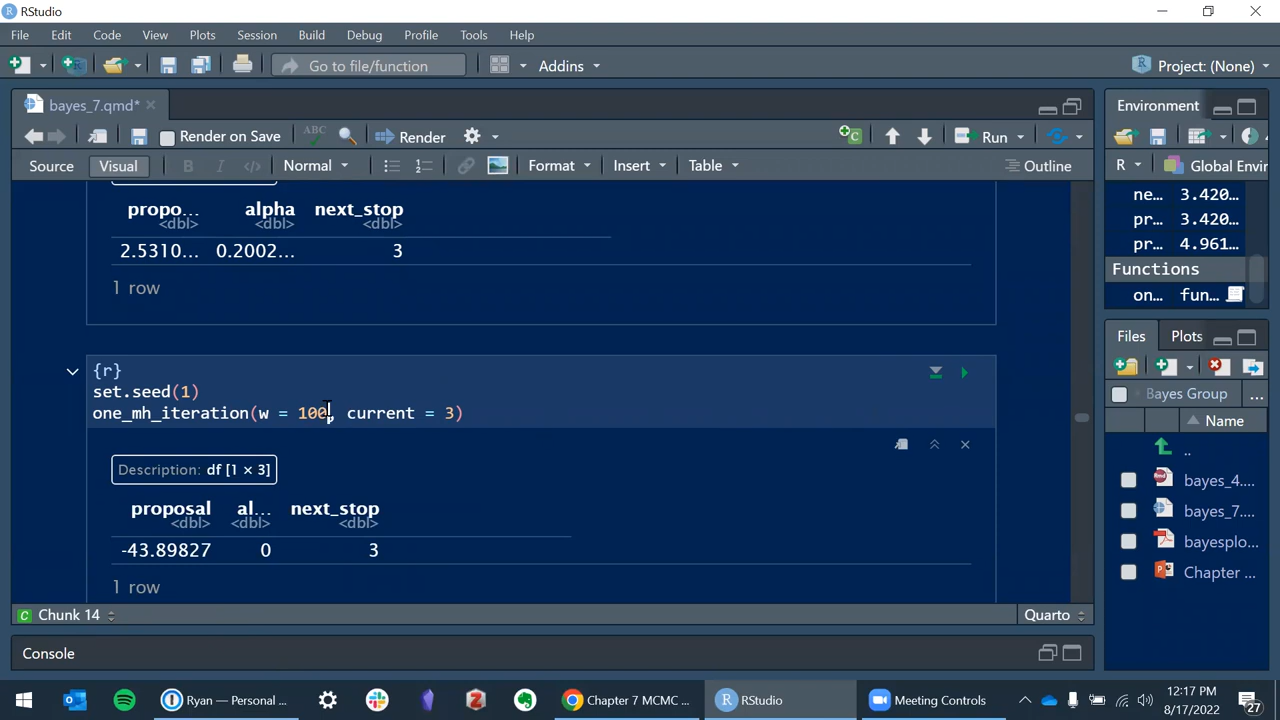 RStudio
File Edit Code View Plots Session Build Debug Profile Tools Help
Go to file/function Addins Project: (None)
bayes_7.qmd* Environment
Render on Save ABC Render Run
Source Visual B I </> Normal Format Insert Table Outline R Global Envir
propo... alpha next_stop ne... 3.420...
<dbl> <dbl> <dbl> pr... 3.420...
2.5310... 0.2002... 3 pr... 4.961...
Functions
1 row on... fun...
Files Plots
{r}
set.seed(1) Bayes Group ...
one_mh_iteration(w = 100, current = 3) Name
..
Description: df [1 × 3] bayes_4....
proposal al... next_stop bayes_7....
<dbl> <dbl> <dbl>
-43.89827 0 3 bayesplo...
1 row Chapter ...
C Chunk 14 Quarto
Console
Ryan — Personal ... Chapter 7 MCMC ... RStudio Meeting Controls 12:17 PM
8/17/2022 27